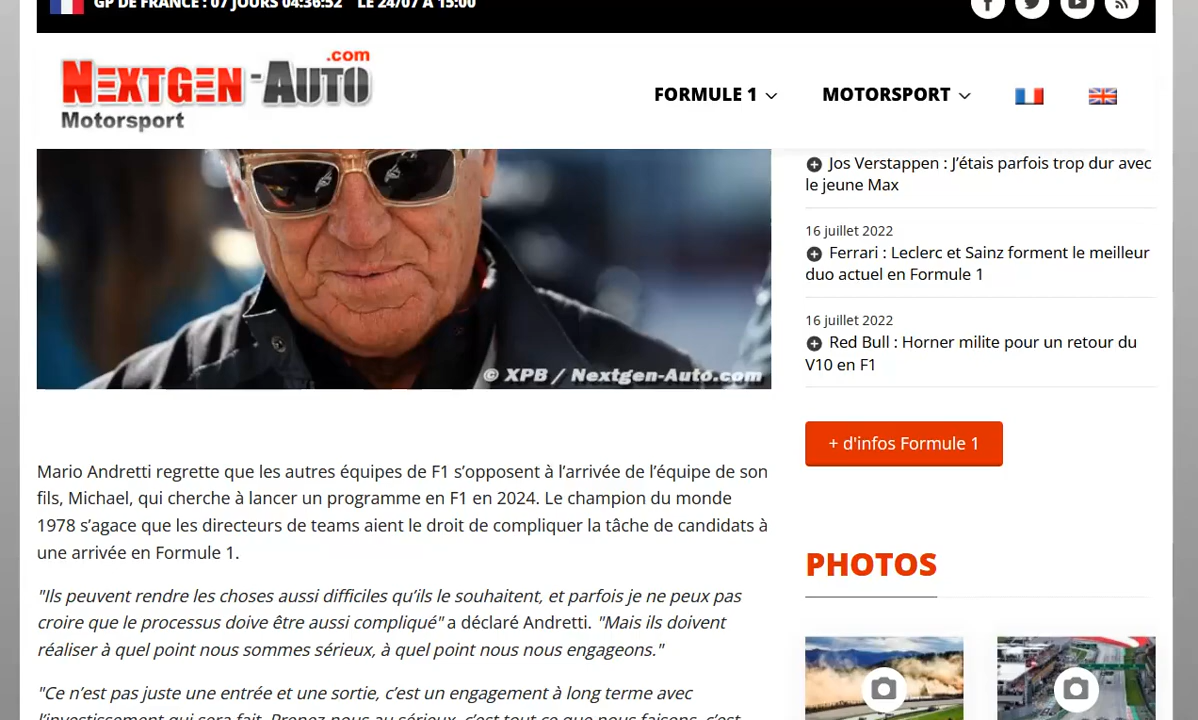 GP DE FRANCE : 07 JOURS 04:36:52 LE 24/07 À 15:00
NEXTGEN-AUTO.com
Motorsport
FORMULE 1
MOTORSPORT
© XPB / Nextgen-Auto.com
Mario Andretti regrette que les autres équipes de F1 s’opposent à l’arrivée de l’équipe de son
fils, Michael, qui cherche à lancer un programme en F1 en 2024. Le champion du monde
1978 s’agace que les directeurs de teams aient le droit de compliquer la tâche de candidats à
une arrivée en Formule 1.
"Ils peuvent rendre les choses aussi difficiles qu’ils le souhaitent, et parfois je ne peux pas
croire que le processus doive être aussi compliqué" a déclaré Andretti. "Mais ils doivent
réaliser à quel point nous sommes sérieux, à quel point nous nous engageons."
"Ce n’est pas juste une entrée et une sortie, c’est un engagement à long terme avec
l’investissement qui sera fait. Prenez-nous au sérieux, c’est tout ce que nous faisons, c’est
Jos Verstappen : J’étais parfois trop dur avec
le jeune Max
16 juillet 2022
Ferrari : Leclerc et Sainz forment le meilleur
duo actuel en Formule 1
16 juillet 2022
Red Bull : Horner milite pour un retour du
V10 en F1
+ d'infos Formule 1
PHOTOS